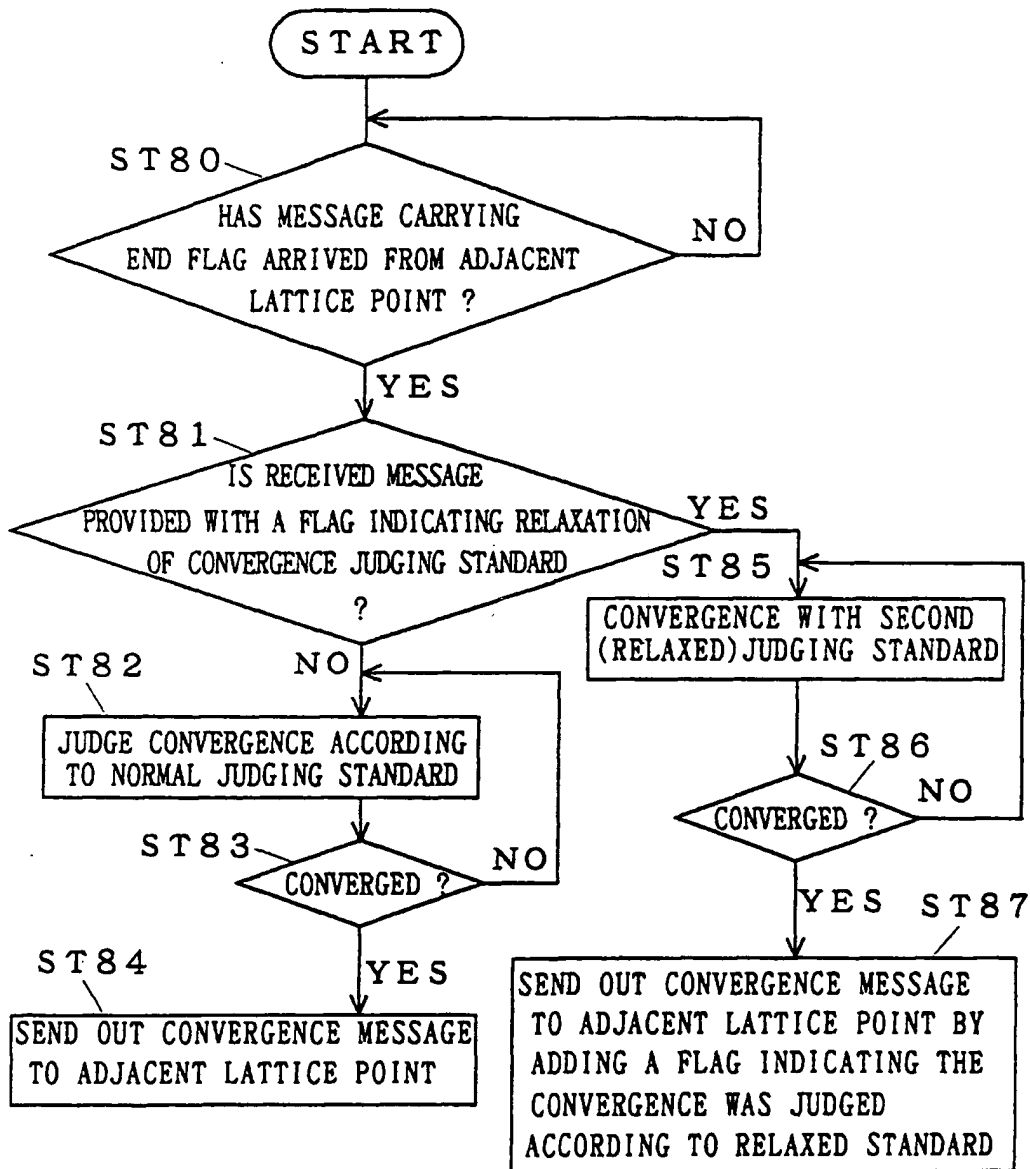 START
ST80
HAS MESSAGE CARRYING
END FLAG ARRIVED FROM ADJACENT
LATTICE POINT ?
NO
YES
ST81
IS RECEIVED MESSAGE
PROVIDED WITH A FLAG INDICATING RELAXATION
OF CONVERGENCE JUDGING STANDARD
?
YES
ST85
CONVERGENCE WITH SECOND
(RELAXED)JUDGING STANDARD
NO
ST82
JUDGE CONVERGENCE ACCORDING
TO NORMAL JUDGING STANDARD
ST86
CONVERGED ?
NO
ST83
CONVERGED ?
NO
YES
ST87
ST84
YES
SEND OUT CONVERGENCE MESSAGE
TO ADJACENT LATTICE POINT
SEND OUT CONVERGENCE MESSAGE
TO ADJACENT LATTICE POINT BY
ADDING A FLAG INDICATING THE
CONVERGENCE WAS JUDGED
ACCORDING TO RELAXED STANDARD